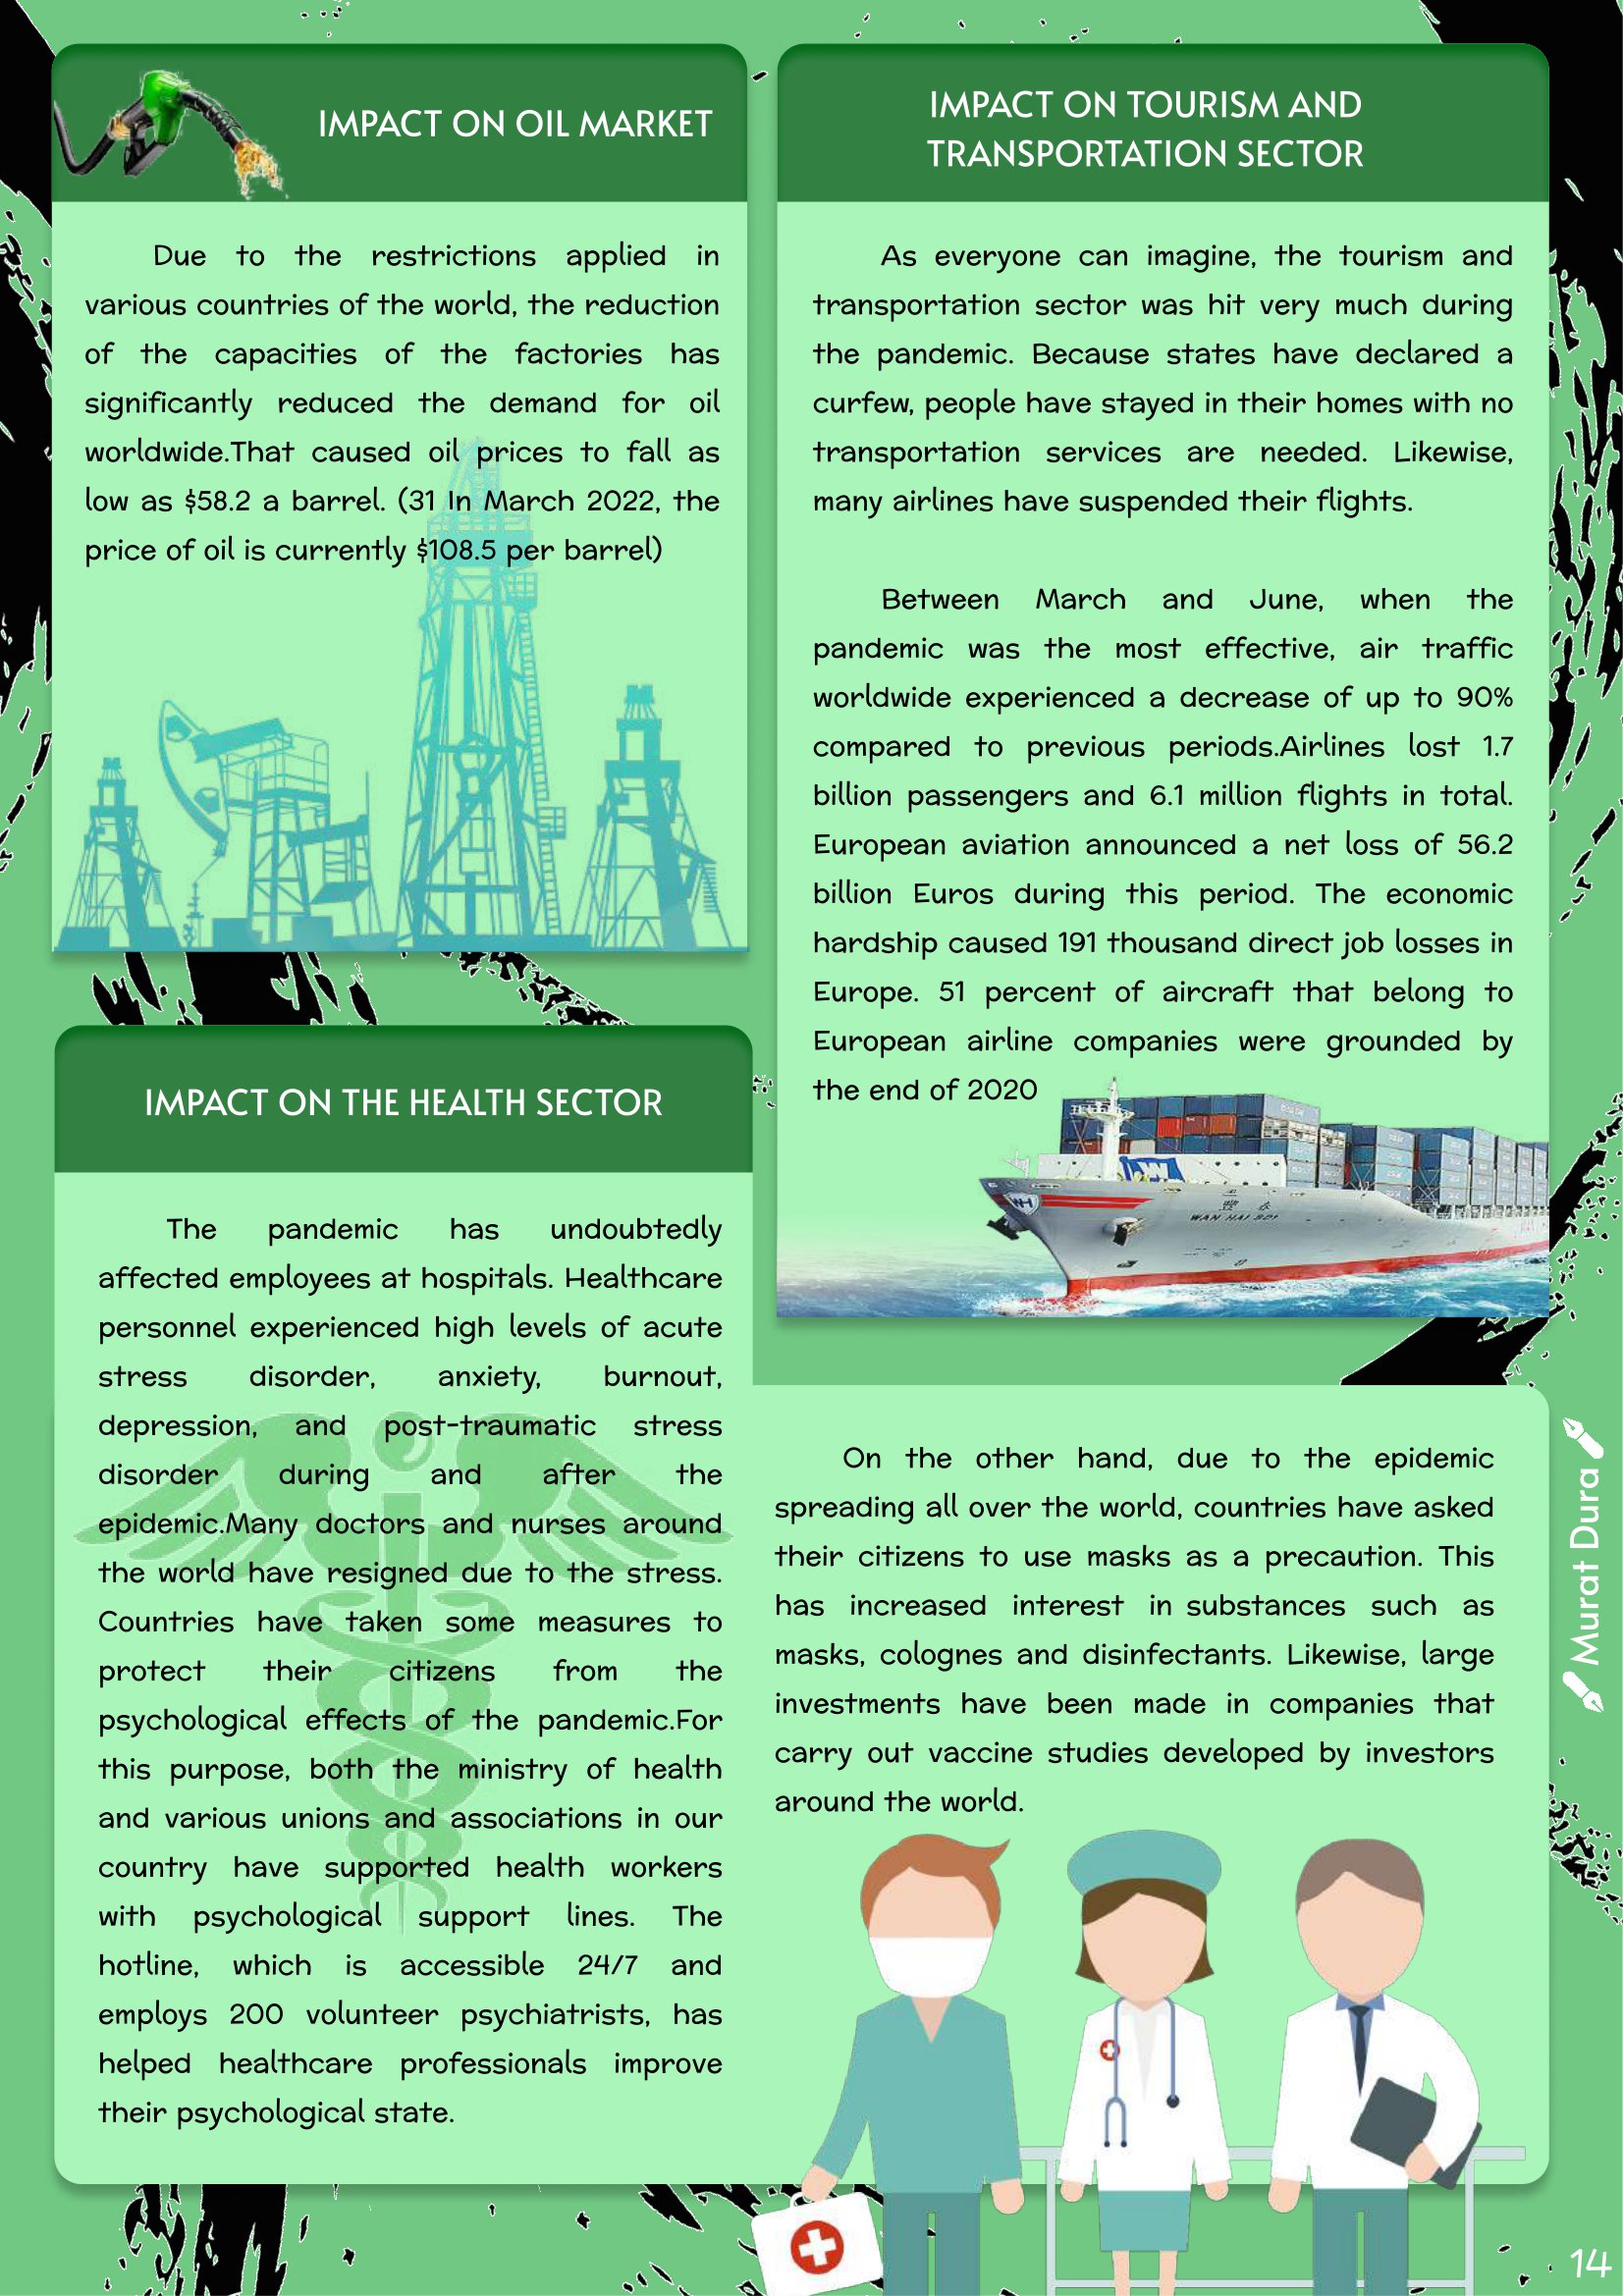 IMPACT ON OIL MARKET
Due to the restrictions applied in
various countries of the world, the reduction
of the capacities of the factories has
significantly reduced the demand for oil
worldwide.That caused oil prices to fall as
low as $58.2 a barrel. (31 In March 2022, the
price of oil is currently $108.5 per barrel)
IMPACT ON TOURISM AND
TRANSPORTATION SECTOR
As everyone can imagine, the tourism and
transportation sector was hit very much during
the pandemic. Because states have declared a
curfew, people have stayed in their homes with no
transportation services are needed. Likewise,
many airlines have suspended their flights.
Between March and June, when the
pandemic was the most effective, air traffic
worldwide experienced a decrease of up to 90%
compared to previous periods.Airlines lost 1.7
billion passengers and 6.1 million flights in total.
European aviation announced a net loss of 56.2
billion Euros during this period. The economic
hardship caused 191 thousand direct job losses in
Europe. 51 percent of aircraft that belong to
European airline companies were grounded by
the end of 2020
WAN HAI
IMPACT ON THE HEALTH SECTOR
The pandemic has undoubtedly
affected employees at hospitals. Healthcare
personnel experienced high levels of acute
stress disorder, anxiety, burnout,
depression, and post-traumatic stress
disorder during and after the
epidemic.Many doctors and nurses around
the world have resigned due to the stress.
Countries have taken some measures to
protect their citizens from the
psychological effects of the pandemic.For
this purpose, both the ministry of health
and various unions and associations in our
country have supported health workers
with psychological support lines. The
hotline, which is accessible 24/7 and
employs 200 volunteer psychiatrists, has
helped healthcare professionals improve
their psychological state.
On the other hand, due to the epidemic
spreading all over the world, countries have asked
their citizens to use masks as a precaution. This
has increased interest in substances such as
masks, colognes and disinfectants. Likewise, large
investments have been made in companies that
carry out vaccine studies developed by investors
around the world.
Murat Dura
14